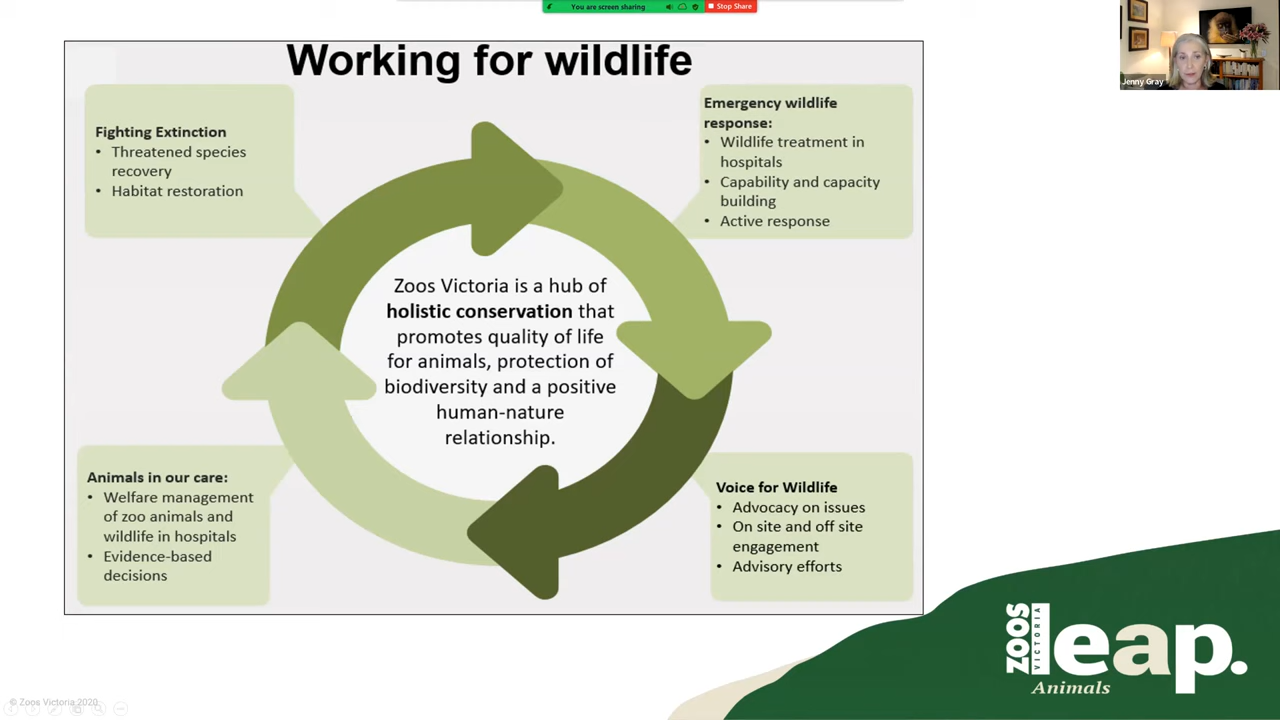 You are screen sharing
Stop Share
Jenny Gray
Working for wildlife
Fighting Extinction
• Threatened species
recovery
• Habitat restoration
Emergency wildlife
response:
• Wildlife treatment in
hospitals
• Capability and capacity
building
• Active response
Zoos Victoria is a hub of
holistic conservation that
promotes quality of life
for animals, protection of
biodiversity and a positive
human-nature
relationship.
Animals in our care:
• Welfare management
of zoo animals and
wildlife in hospitals
• Evidence-based
decisions
Voice for Wildlife
• Advocacy on issues
• On site and off site
engagement
• Advisory efforts
ZOOS
VICTORIA
leap.
Animals
© Zoos Victoria 2020